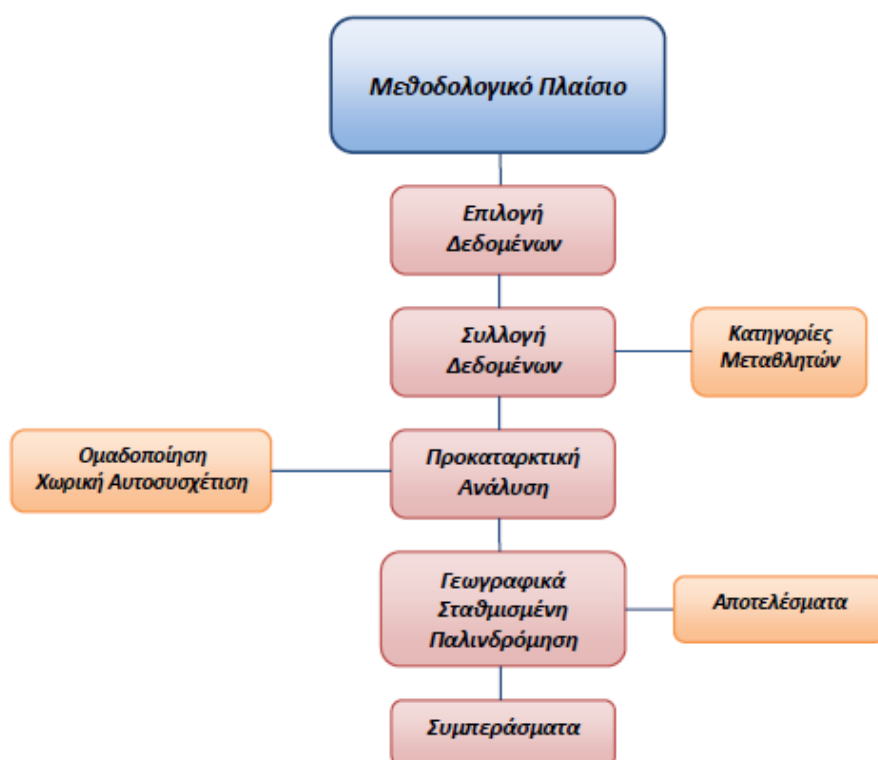 Μεθοδολογικό Πλαίσιο
Επιλογή
Δεδομένων
Συλλογή
Δεδομένων
Κατηγορίες
Μεταβλητών
Ομαδοποίηση
Χωρική Αυτοσυσχέτιση
Προκαταρκτική
Ανάλυση
Γεωγραφικά
Σταθμισμένη
Παλινδρόμηση
Αποτελέσματα
Συμπεράσματα